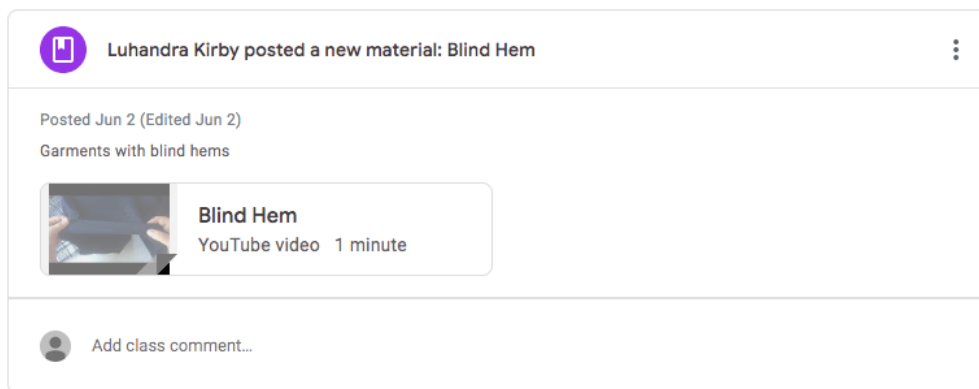 Luhandra Kirby posted a new material: Blind Hem
Posted Jun 2 (Edited Jun 2)
Garments with blind hems
Blind Hem
YouTube video 1 minute
Add class comment...